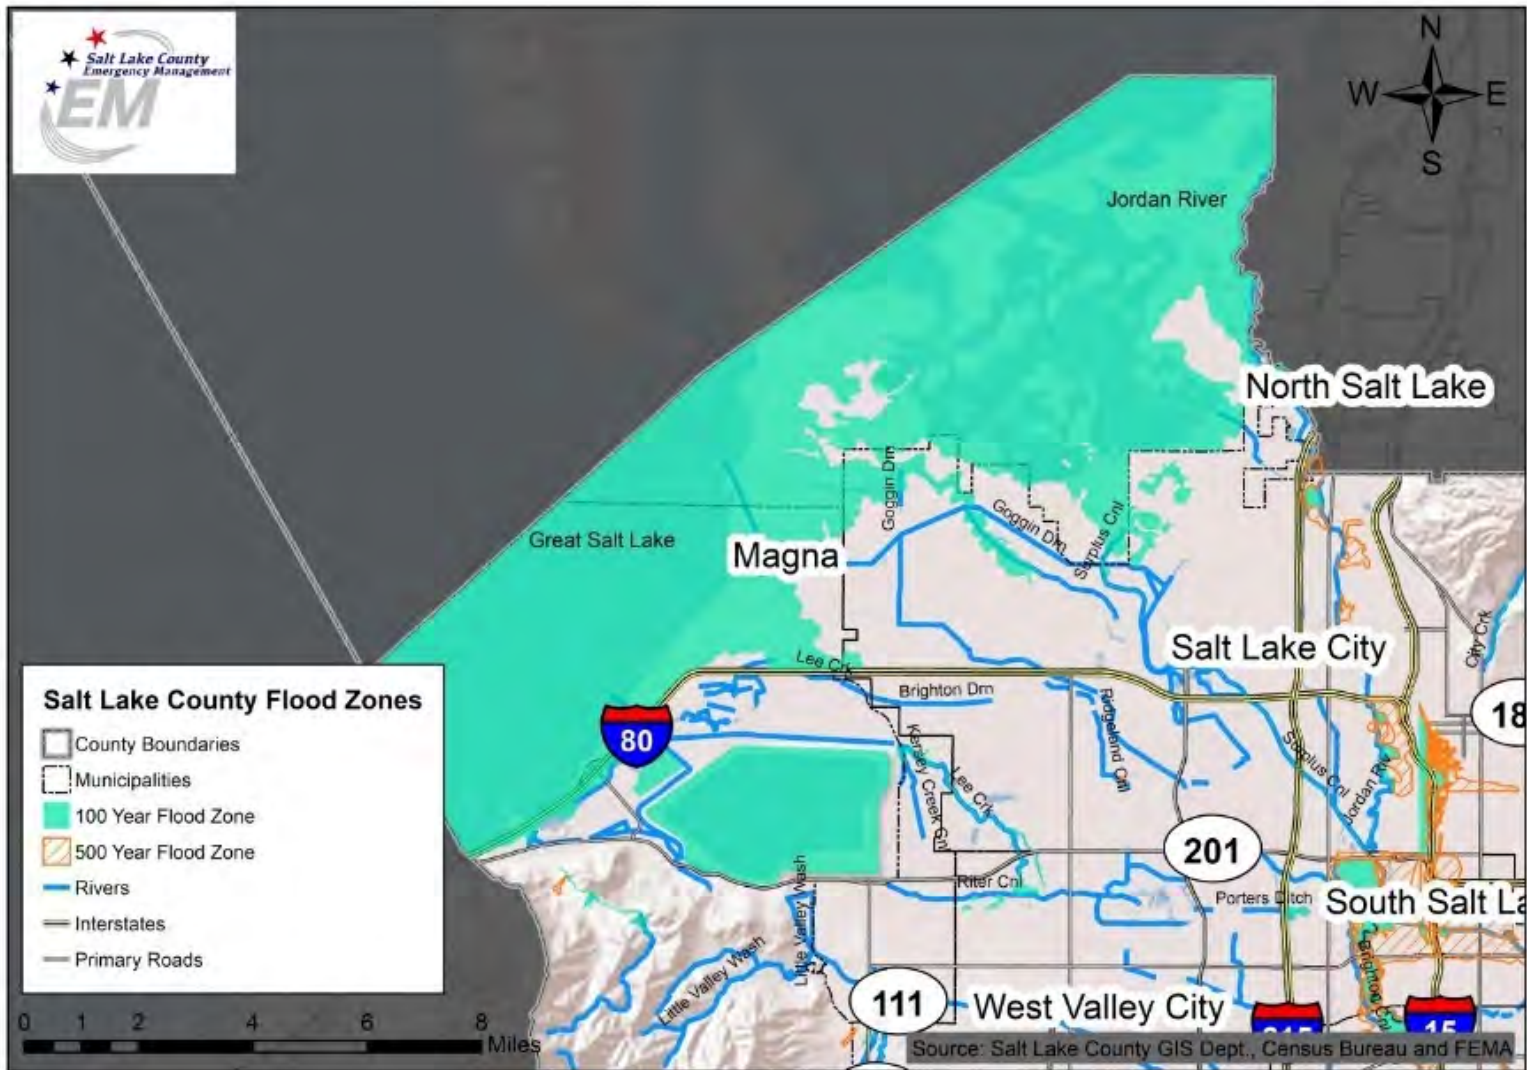 Salt Lake County
Emergency Management
EM
N
W E
S
Jordan River
North Salt Lake
Goggin Drn
Goggin Drn
Surplus Cnl
Great Salt Lake
Magna
Salt Lake City
City Crk
Lee Crk
Brighton Drn
Ridgeland Cnl
18
80
Kersey Creek Cnl
Lee Crk
Surplus Cnl
Jordan Riv
201
Riter Cnl
Porters Ditch
South Salt La
Little Valley Wash
Little Valley Wash
Brighton Cnl
111
West Valley City
215
15
Salt Lake County Flood Zones
County Boundaries
Municipalities
100 Year Flood Zone
500 Year Flood Zone
Rivers
Interstates
Primary Roads
0 1 2 4 6 8
Miles
Source: Salt Lake County GIS Dept., Census Bureau and FEMA